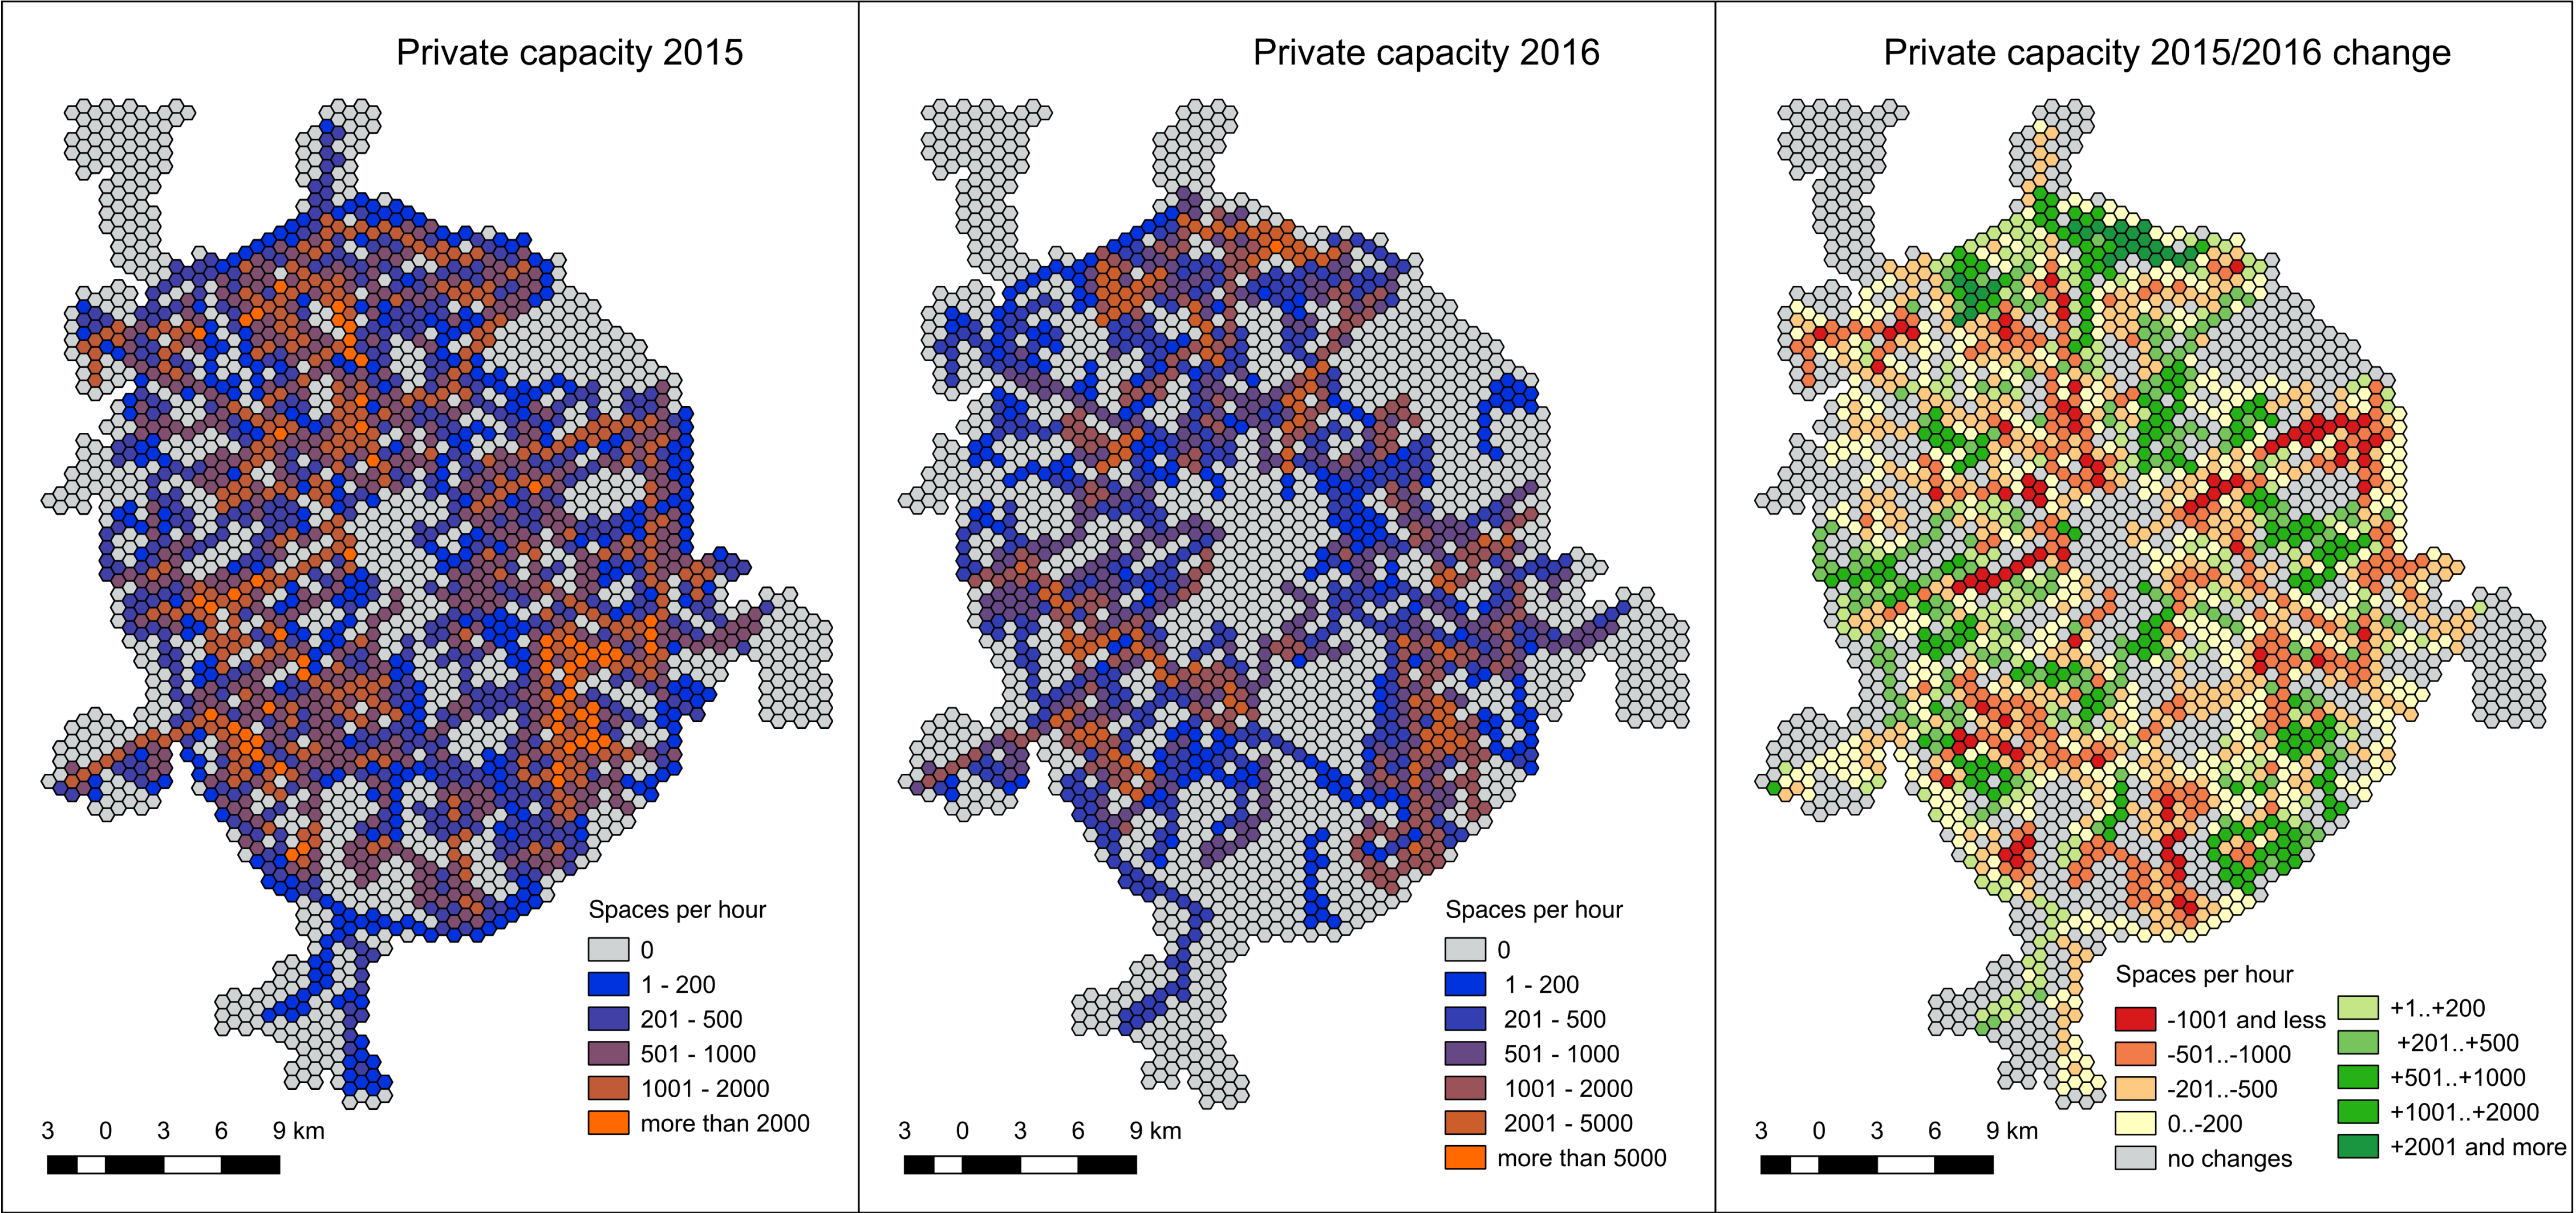 Private capacity 2015
Spaces per hour
0
1 - 200
201 - 500
501 - 1000
1001 - 2000
more than 2000
3 0 3 6 9 km
Private capacity 2016
Spaces per hour
0
1 - 200
201 - 500
501 - 1000
1001 - 2000
2001 - 5000
more than 5000
3 0 3 6 9 km
Private capacity 2015/2016 change
Spaces per hour
-1001 and less
-501..-1000
-201..-500
0..-200
no changes
+1..+200
+201..+500
+501..+1000
+1001..+2000
+2001 and more
3 0 3 6 9 km